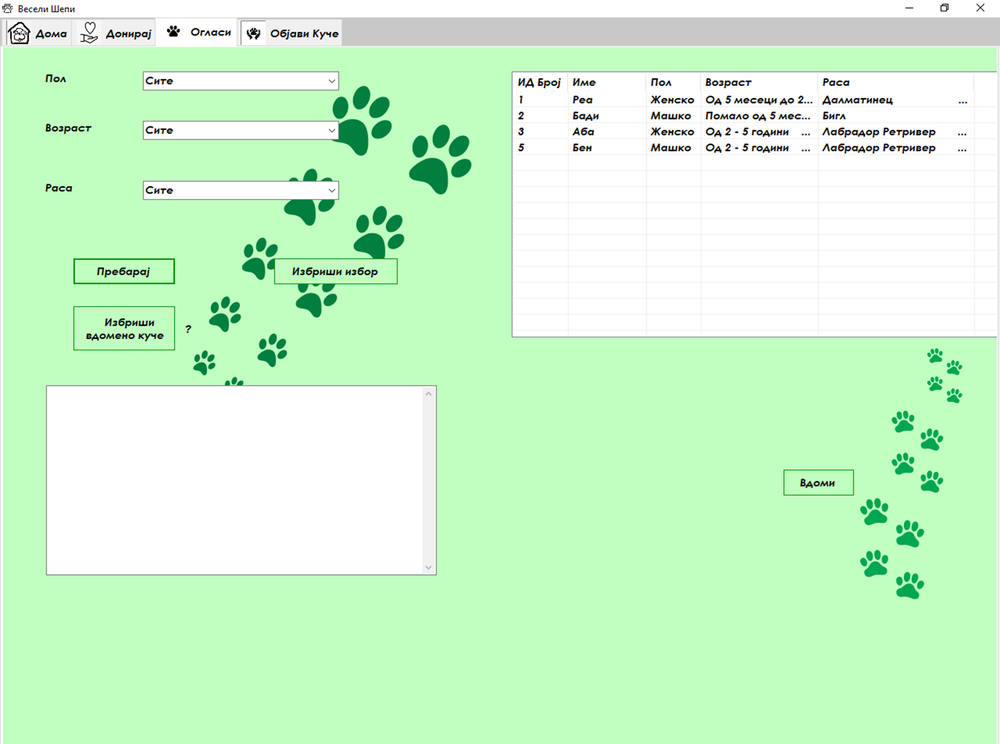 Весели Шепи
Дома
Донирај
Огласи
Објави Куче
Пол
Сите
Возраст
Сите
Раса
Сите
Пребарај
Избриши избор
Избриши
вдомено куче
?
ИД Број Име Пол Возраст Раса
1 Реа Женско Од 5 месеци до 2... Далматинец ...
2 Бади Машко Помало од 5 мес... Бигл
3 Аба Женско Од 2 - 5 години ... Лабрадор Ретривер ...
5 Бен Машко Од 2 - 5 години ... Лабрадор Ретривер ...
Вдоми